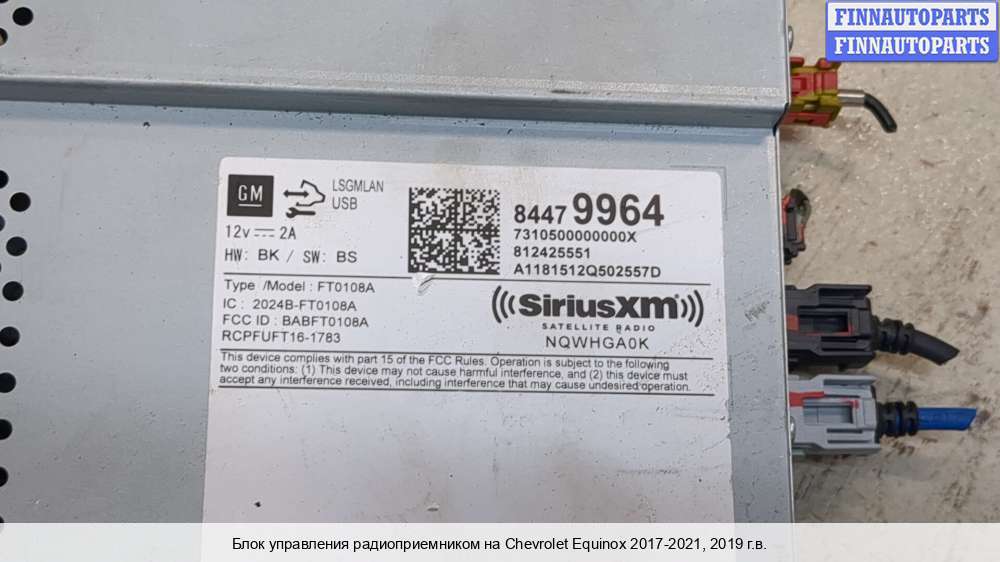 FINNAUTOPARTS
FINNAUTOPARTS
GM
LSGMLAN
USB
12v 2A
HW: BK / SW: BS
84479964
7310500000000X
812425551
A1181512Q502557D
Type /Model : FT0108A
IC : 2024B-FT0108A
FCC ID : BABFT0108A
RCPFUFT16-1783
SiriusXM
SATELLITE RADIO
NQWHGA0K
This device complies with part 15 of the FCC Rules. Operation is subject to the following
two conditions: (1) This device may not cause harmful interference, and (2) this device must
accept any interference received, including interference that may cause undesired operation.
Блок управления радиоприемником на Chevrolet Equinox 2017-2021, 2019 г.в.